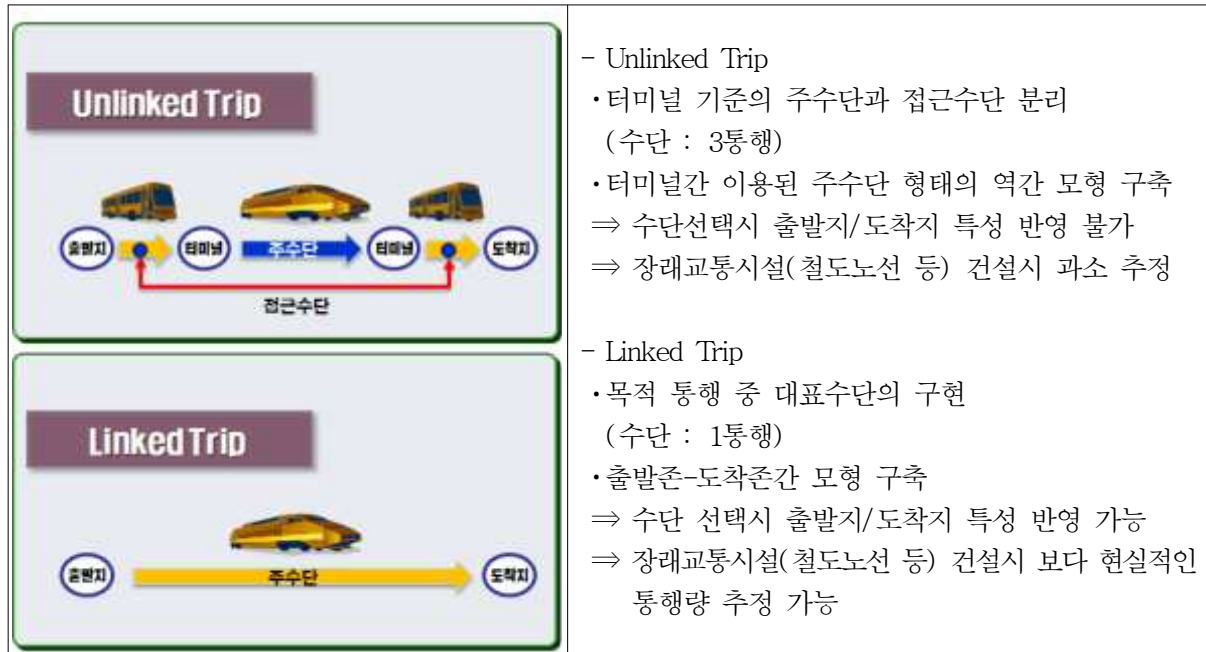 Unlinked Trip
출발지
터미널
주수단
터미널
도착지
접근수단
Linked Trip
출발지
주수단
도착지
- Unlinked Trip
·터미널 기준의 주수단과 접근수단 분리
(수단 : 3통행)
·터미널간 이용된 주수단 형태의 역간 모형 구축
⇒ 수단선택시 출발지/도착지 특성 반영 불가
⇒ 장래교통시설(철도노선 등) 건설시 과소 추정
- Linked Trip
·목적 통행 중 대표수단의 구현
(수단 : 1통행)
·출발존-도착존간 모형 구축
⇒ 수단 선택시 출발지/도착지 특성 반영 가능
⇒ 장래교통시설(철도노선 등) 건설시 보다 현실적인
통행량 추정 가능